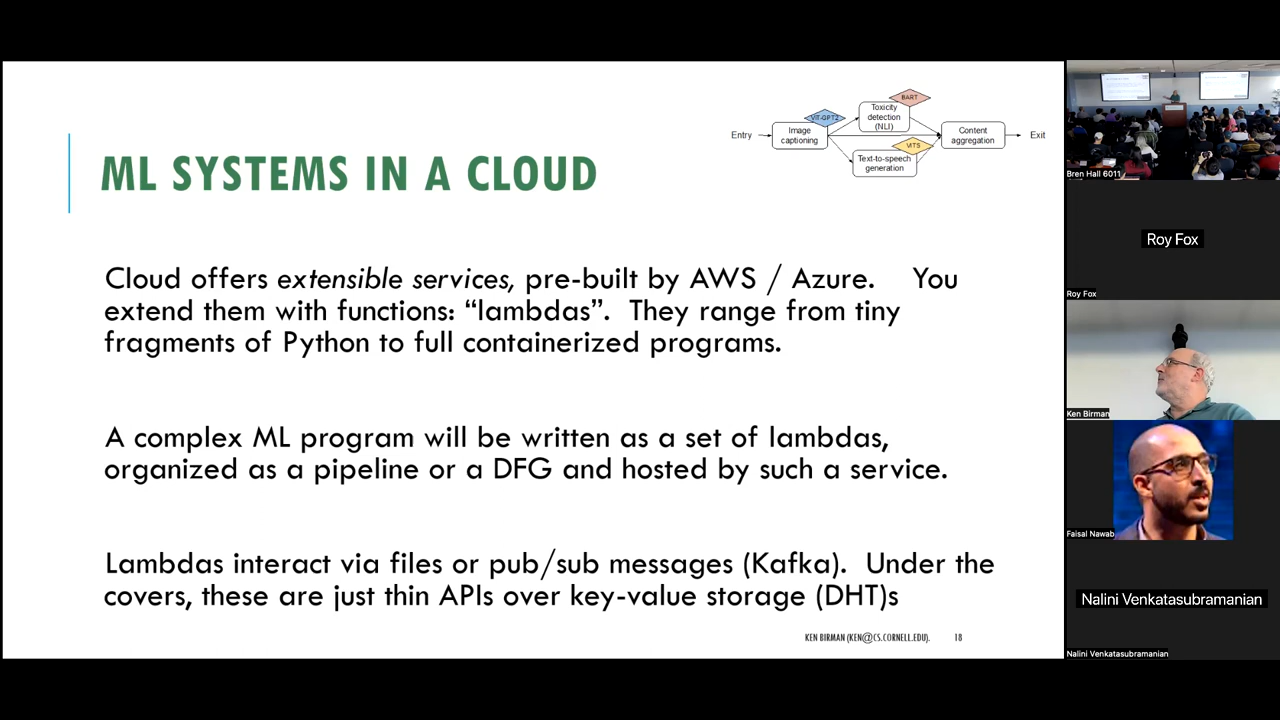 ML SYSTEMS IN A CLOUD
Entry
Image
captioning
ViT-GPT2
BART
Toxicity
detection
(NLI)
VITS
Text-to-speech
generation
Content
aggregation
Exit
Cloud offers extensible services, pre-built by AWS / Azure. You
extend them with functions: “lambdas”. They range from tiny
fragments of Python to full containerized programs.
A complex ML program will be written as a set of lambdas,
organized as a pipeline or a DFG and hosted by such a service.
Lambdas interact via files or pub/sub messages (Kafka). Under the
covers, these are just thin APIs over key-value storage (DHT)s
KEN BIRMAN (KEN@CS.CORNELL.EDU). 18
Bren Hall 6011
Roy Fox
Roy Fox
Ken Birman
Faisal Nawab
Nalini Venkatasubramanian
Nalini Venkatasubramanian